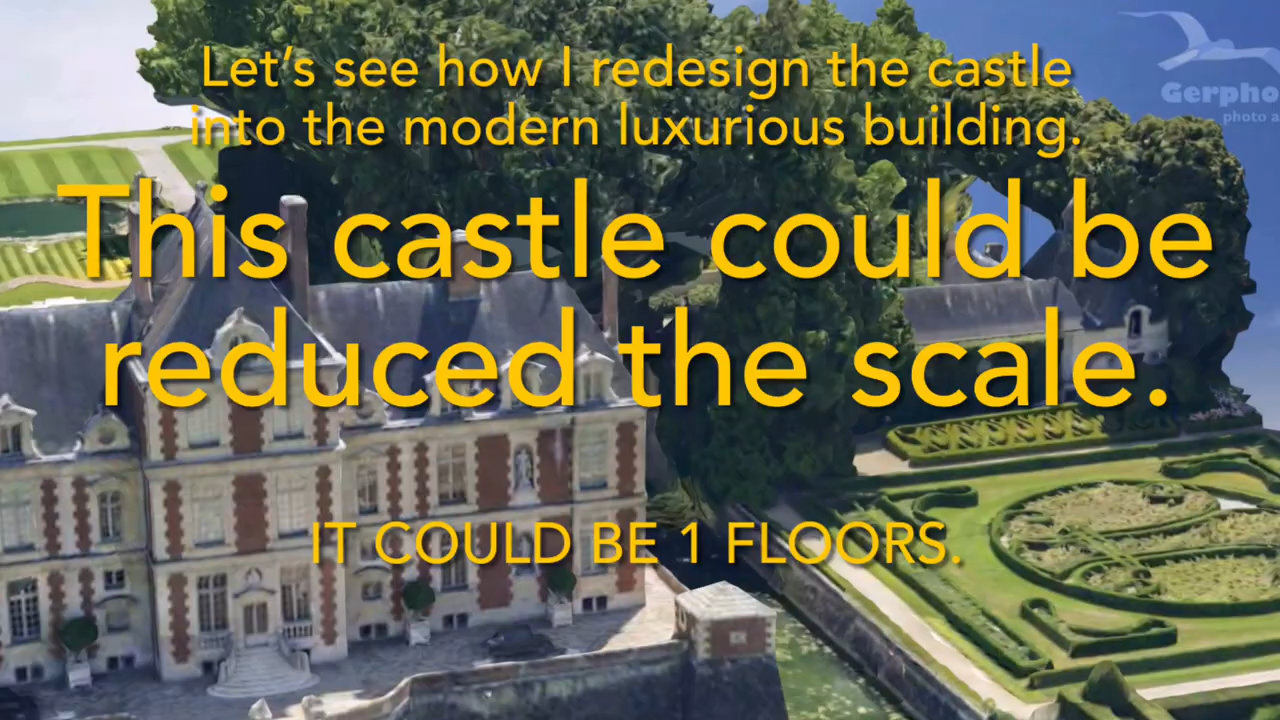 Let's see how I redesign the castle
into the modern luxurious building.
This castle could be
reduced the scale.
IT COULD BE 1 FLOORS.
Gerpho
photo a